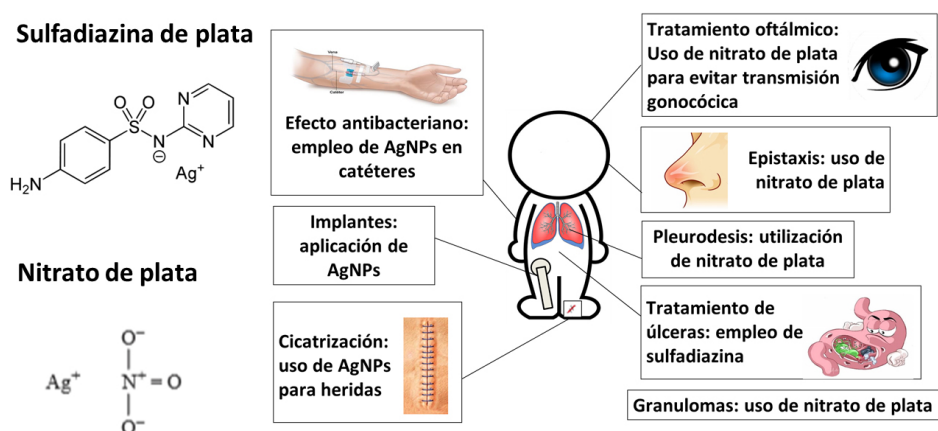 Sulfadiazina de plata
O O
S
N
N
N
⊖
Ag⁺
H₂N
Nitrato de plata
O⁻
Ag⁺ N⁺ = O
O⁻
Vena
Catéter
Efecto antibacteriano:
empleo de AgNPs en
catéteres
Implantes:
aplicación de
AgNPs
Cicatrización:
uso de AgNPs
para heridas
Tratamiento oftálmico:
Uso de nitrato de plata
para evitar transmisión
gonocócica
Epistaxis: uso de
nitrato de plata
Pleurodesis: utilización
de nitrato de plata
Tratamiento de
úlceras: empleo de
sulfadiazina
Granulomas: uso de nitrato de plata